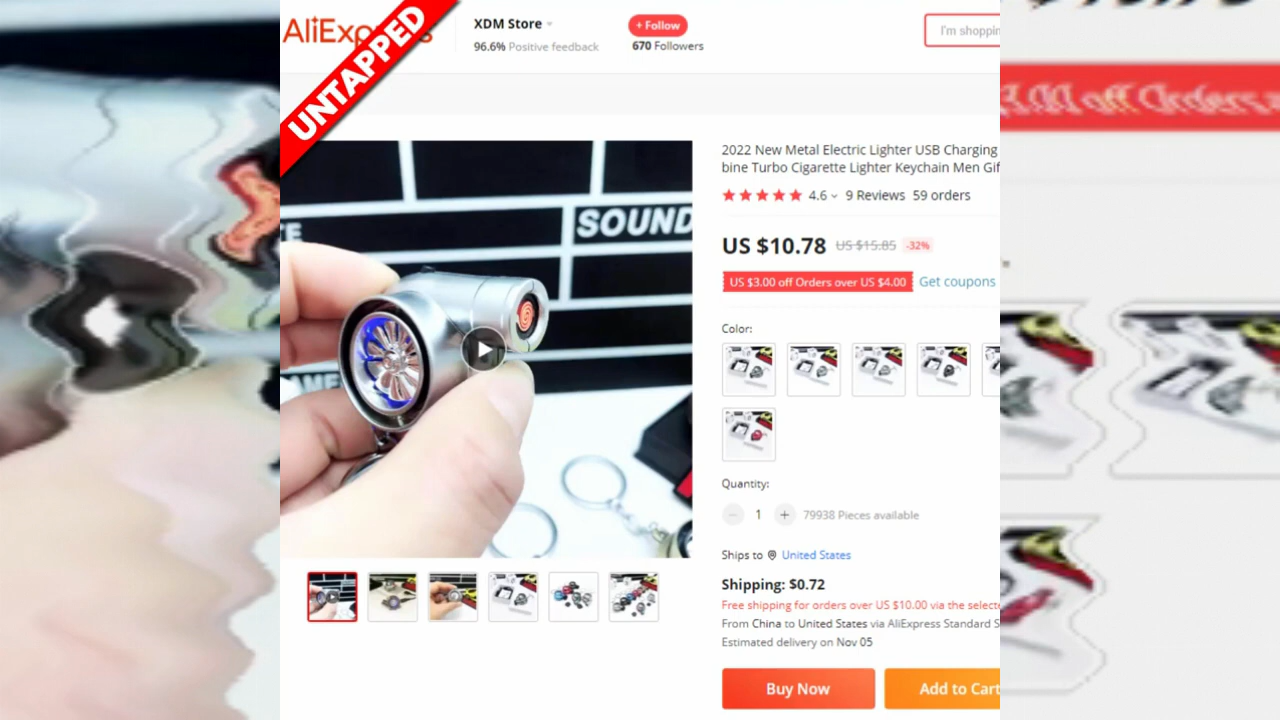 UNTAPPED
XDM Store
+ Follow
I'm shoppin
96.6% Positive feedback
670 Followers
2022 New Metal Electric Lighter USB Charging
bine Turbo Cigarette Lighter Keychain Men Gif
4.6
9 Reviews
59 orders
US $10.78
US $15.85
-32%
US $3.00 off Orders over US $4.00
Get coupons
SOUND
Color:
Quantity:
1
79938 Pieces available
Ships to
United States
Shipping: $0.72
Free shipping for orders over US $10.00 via the selecte
From China to United States via AliExpress Standard S
Estimated delivery on Nov 05
Buy Now
Add to Cart